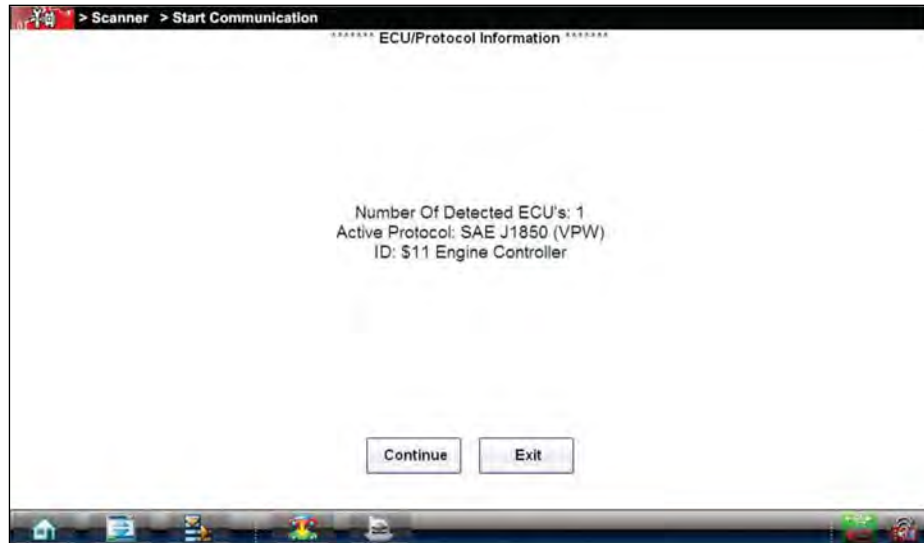 > Scanner > Start Communication
******* ECU/Protocol Information *******
Number Of Detected ECU's: 1
Active Protocol: SAE J1850 (VPW)
ID: $11 Engine Controller
Continue Exit